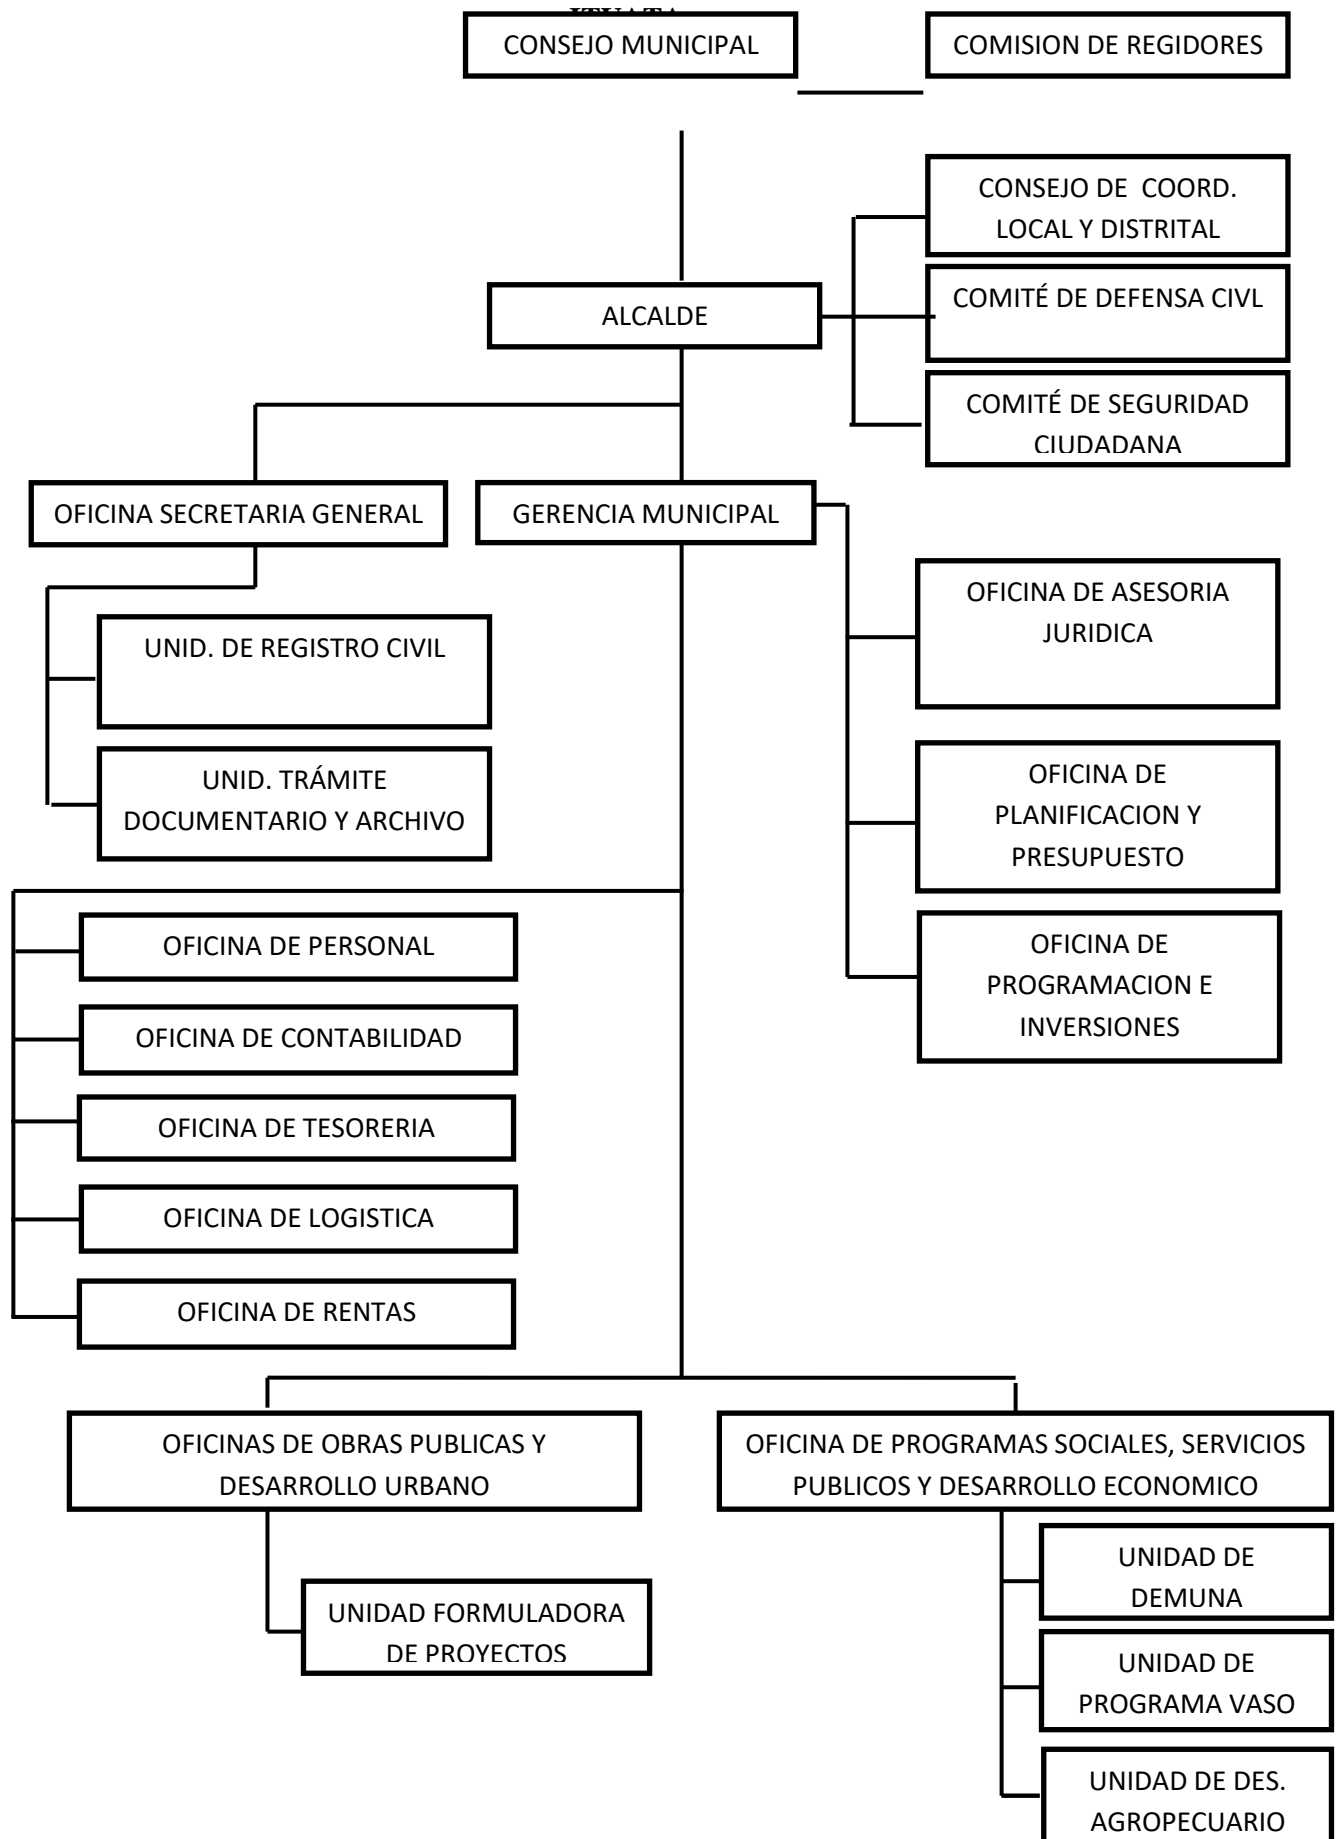 CONSEJO MUNICIPAL
COMISION DE REGIDORES
CONSEJO DE COORD.
LOCAL Y DISTRITAL
COMITÉ DE DEFENSA CIVL
ALCALDE
COMITÉ DE SEGURIDAD
CIUDADANA
OFICINA SECRETARIA GENERAL
GERENCIA MUNICIPAL
OFICINA DE ASESORIA
JURIDICA
UNID. DE REGISTRO CIVIL
UNID. TRÁMITE
DOCUMENTARIO Y ARCHIVO
OFICINA DE
PLANIFICACION Y
PRESUPUESTO
OFICINA DE
PROGRAMACION E
INVERSIONES
OFICINA DE PERSONAL
OFICINA DE CONTABILIDAD
OFICINA DE TESORERIA
OFICINA DE LOGISTICA
OFICINA DE RENTAS
OFICINAS DE OBRAS PUBLICAS Y
DESARROLLO URBANO
OFICINA DE PROGRAMAS SOCIALES, SERVICIOS
PUBLICOS Y DESARROLLO ECONOMICO
UNIDAD FORMULADORA
DE PROYECTOS
UNIDAD DE
DEMUNA
UNIDAD DE
PROGRAMA VASO
UNIDAD DE DES.
AGROPECUARIO